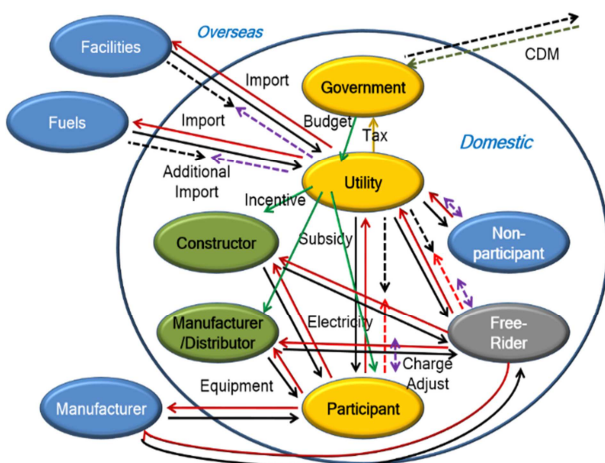 Overseas
Facilities
CDM
Import
Government
Fuels
Import
Budget
Tax
Domestic
Additional
Import
Utility
Incentive
Constructor
Subsidy
Non-
participant
Manufacturer
/Distributor
Electricity
Free-
Rider
Equipment
Charge
Adjust
Manufacturer
Participant